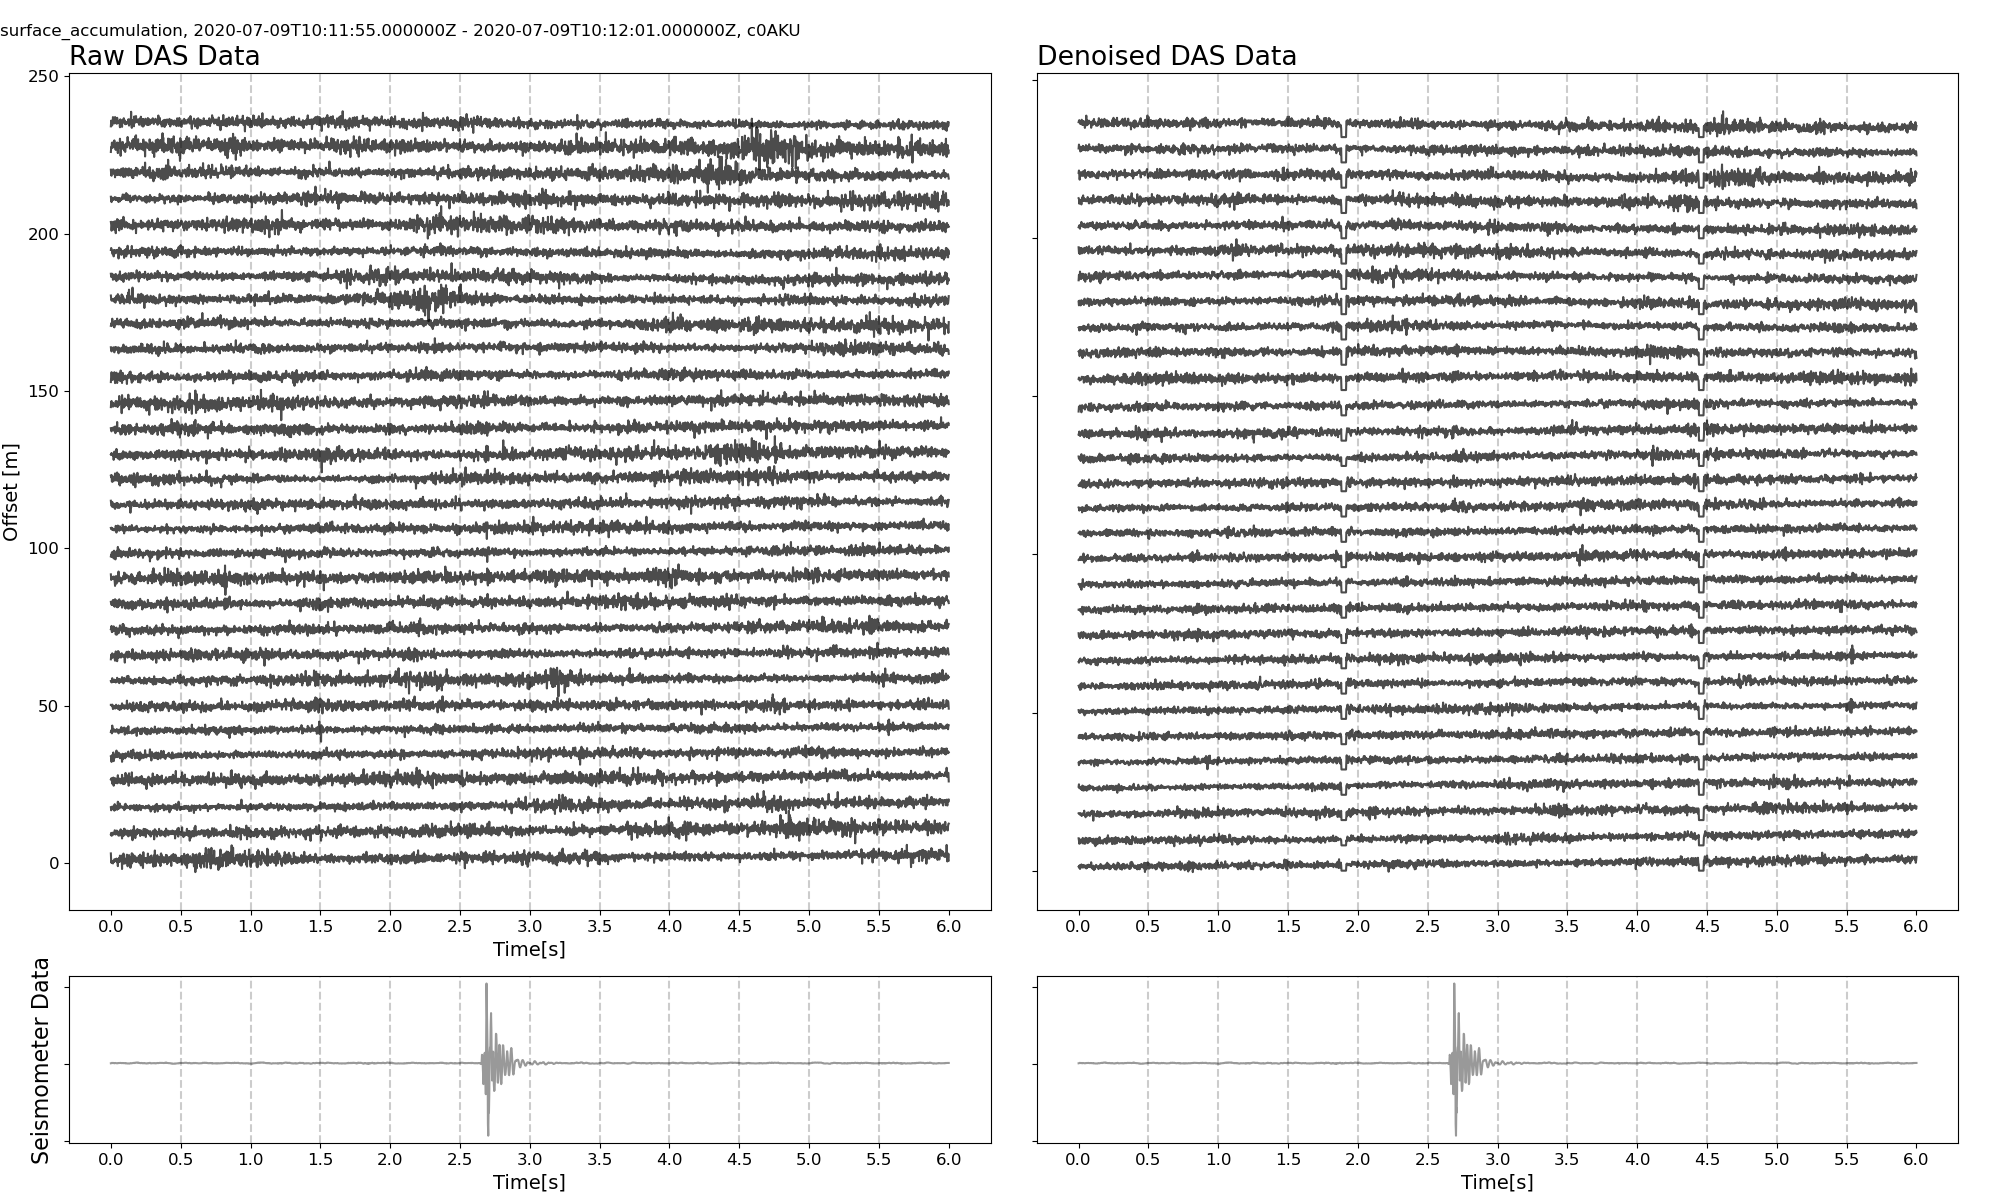 surface_accumulation, 2020-07-09T10:11:55.000000Z - 2020-07-09T10:12:01.000000Z, c0AKU
Raw DAS Data
Denoised DAS Data
Offset [m]
250
200
150
100
50
0
0.0 0.5 1.0 1.5 2.0 2.5 3.0 3.5 4.0 4.5 5.0 5.5 6.0
Time[s]
0.0 0.5 1.0 1.5 2.0 2.5 3.0 3.5 4.0 4.5 5.0 5.5 6.0
Seismometer Data
0.0 0.5 1.0 1.5 2.0 2.5 3.0 3.5 4.0 4.5 5.0 5.5 6.0
Time[s]
0.0 0.5 1.0 1.5 2.0 2.5 3.0 3.5 4.0 4.5 5.0 5.5 6.0
Time[s]